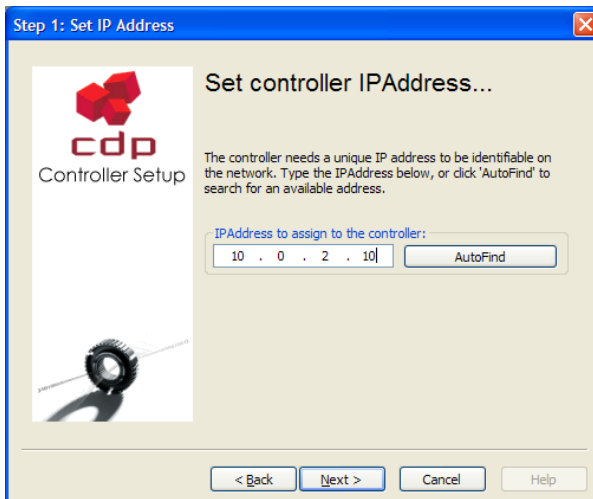 Step 1: Set IP Address
cdp
Controller Setup
Set controller IPAddress...
The controller needs a unique IP address to be identifiable on
the network. Type the IPAddress below, or click 'AutoFind' to
search for an available address.
IPAddress to assign to the controller:
10 . 0 . 2 . 10 AutoFind
< Back Next > Cancel Help